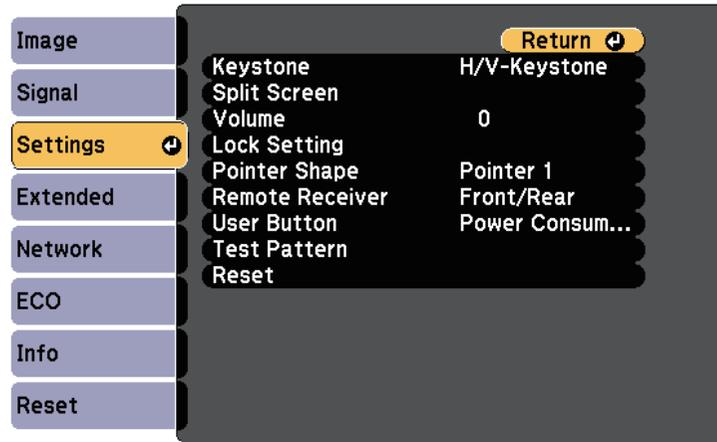 Image
Signal
Settings
Extended
Network
ECO
Info
Reset
Return
Keystone H/V-Keystone
Split Screen
Volume 0
Lock Setting
Pointer Shape Pointer 1
Remote Receiver Front/Rear
User Button Power Consum...
Test Pattern
Reset